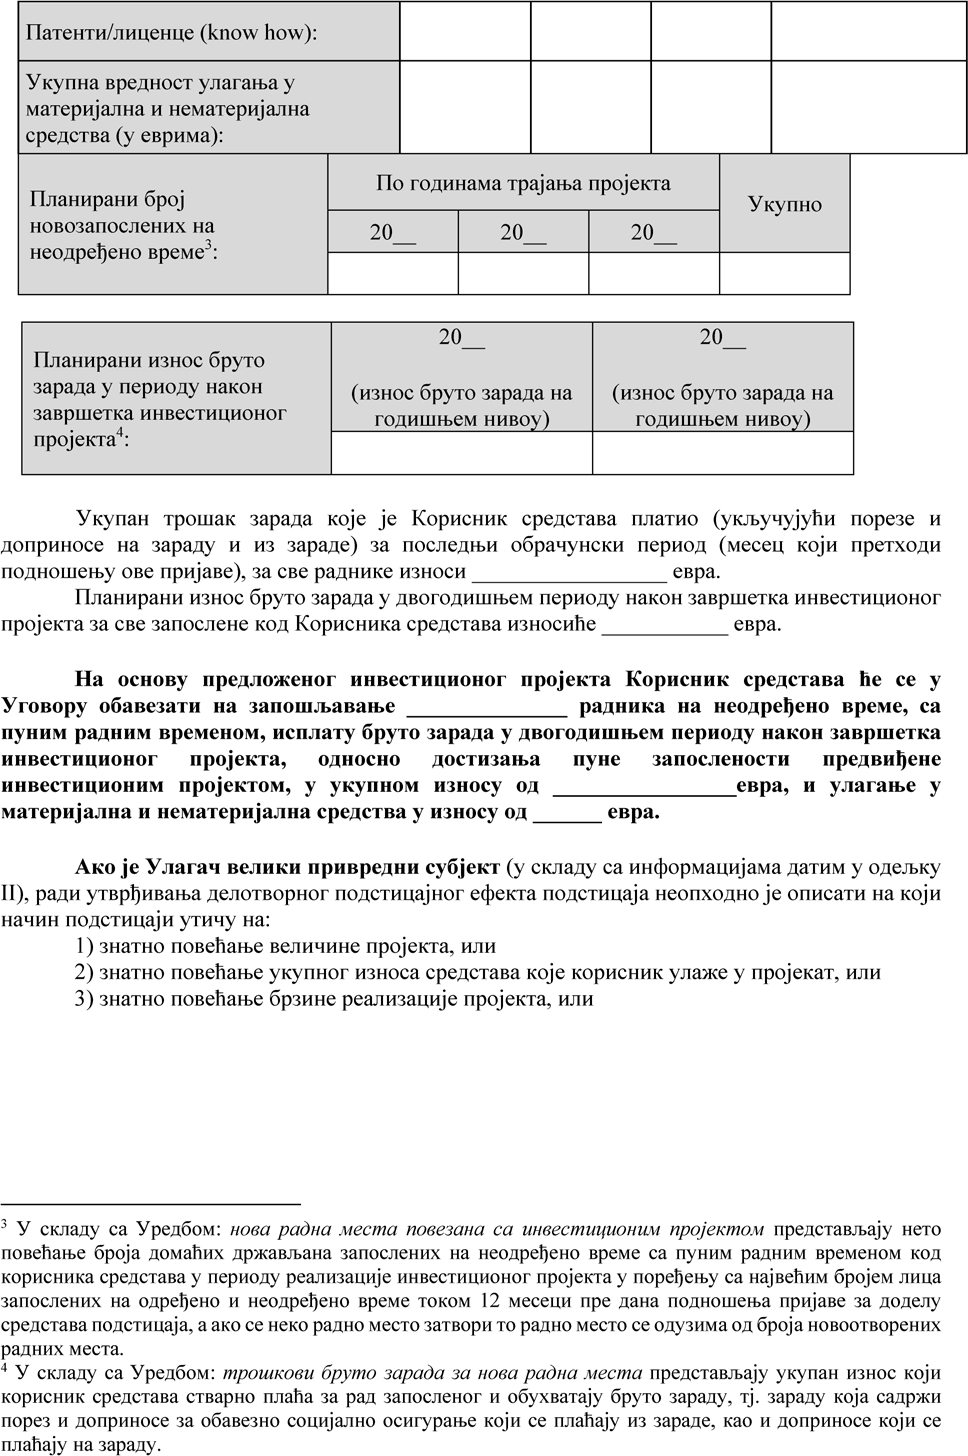 Патенти/лиценце (know how):
Укупна вредност улагања у
материјална и нематеријална
средства (у еврима):
Планирани број
новозапослених на
неодређено време3:
По годинама трајања пројекта
Укупно
20__ 20__ 20__
Планирани износ бруто
зарада у периоду након
завршетка инвестиционог
пројекта4:
20__
(износ бруто зарада на
годишњем нивоу)
20__
(износ бруто зарада на
годишњем нивоу)
Укупан трошак зарада које је Корисник средстава платио (укључујући порезе и
доприносе на зараду и из зараде) за последњи обрачунски период (месец који претходи
подношењу ове пријаве), за све раднике износи __________________ евра.
Планирани износ бруто зарада у двогодишњем периоду након завршетка инвестиционог
пројекта за све запослене код Корисника средстава износиће ____________ евра.
На основу предложеног инвестиционог пројекта Корисник средстава ће се у
Уговору обавезати на запошљавање ______________ радника на неодређено време, са
пуним радним временом, исплату бруто зарада у двогодишњем периоду након завршетка
инвестиционог пројекта, односно достизања пуне запослености предвиђене
инвестиционим пројектом, у укупном износу од ________________евра, и улагање у
материјална и нематеријална средства у износу од ______ евра.
Ако је Улагач велики привредни субјект (у складу са информацијама датим у одељку
II), ради утврђивања делотворног подстицајног ефекта подстицаја неопходно је описати на који
начин подстицаји утичу на:
1) знатно повећање величине пројекта, или
2) знатно повећање укупног износа средстава које корисник улаже у пројекат, или
3) знатно повећање брзине реализације пројекта, или
3 У складу са Уредбом: нова радна места повезана са инвестиционим пројектом представљају нето
повећање броја домаћих држављана запослених на неодређено време са пуним радним временом код
корисника средстава у периоду реализације инвестиционог пројекта у поређењу са највећим бројем лица
запослених на одређено и неодређено време током 12 месеци пре дана подношења пријаве за доделу
средстава подстицаја, а ако се неко радно место затвори то радно место се одузима од броја новоотворених
радних места.
4 У складу са Уредбом: трошкови бруто зарада за нова радна места представљају укупан износ који
корисник средстава стварно плаћа за рад запосленог и обухватају бруто зараду, тј. зараду која садржи
порез и доприносе за обавезно социјално осигурање који се плаћају из зараде, као и доприносе који се
плаћају на зараду.